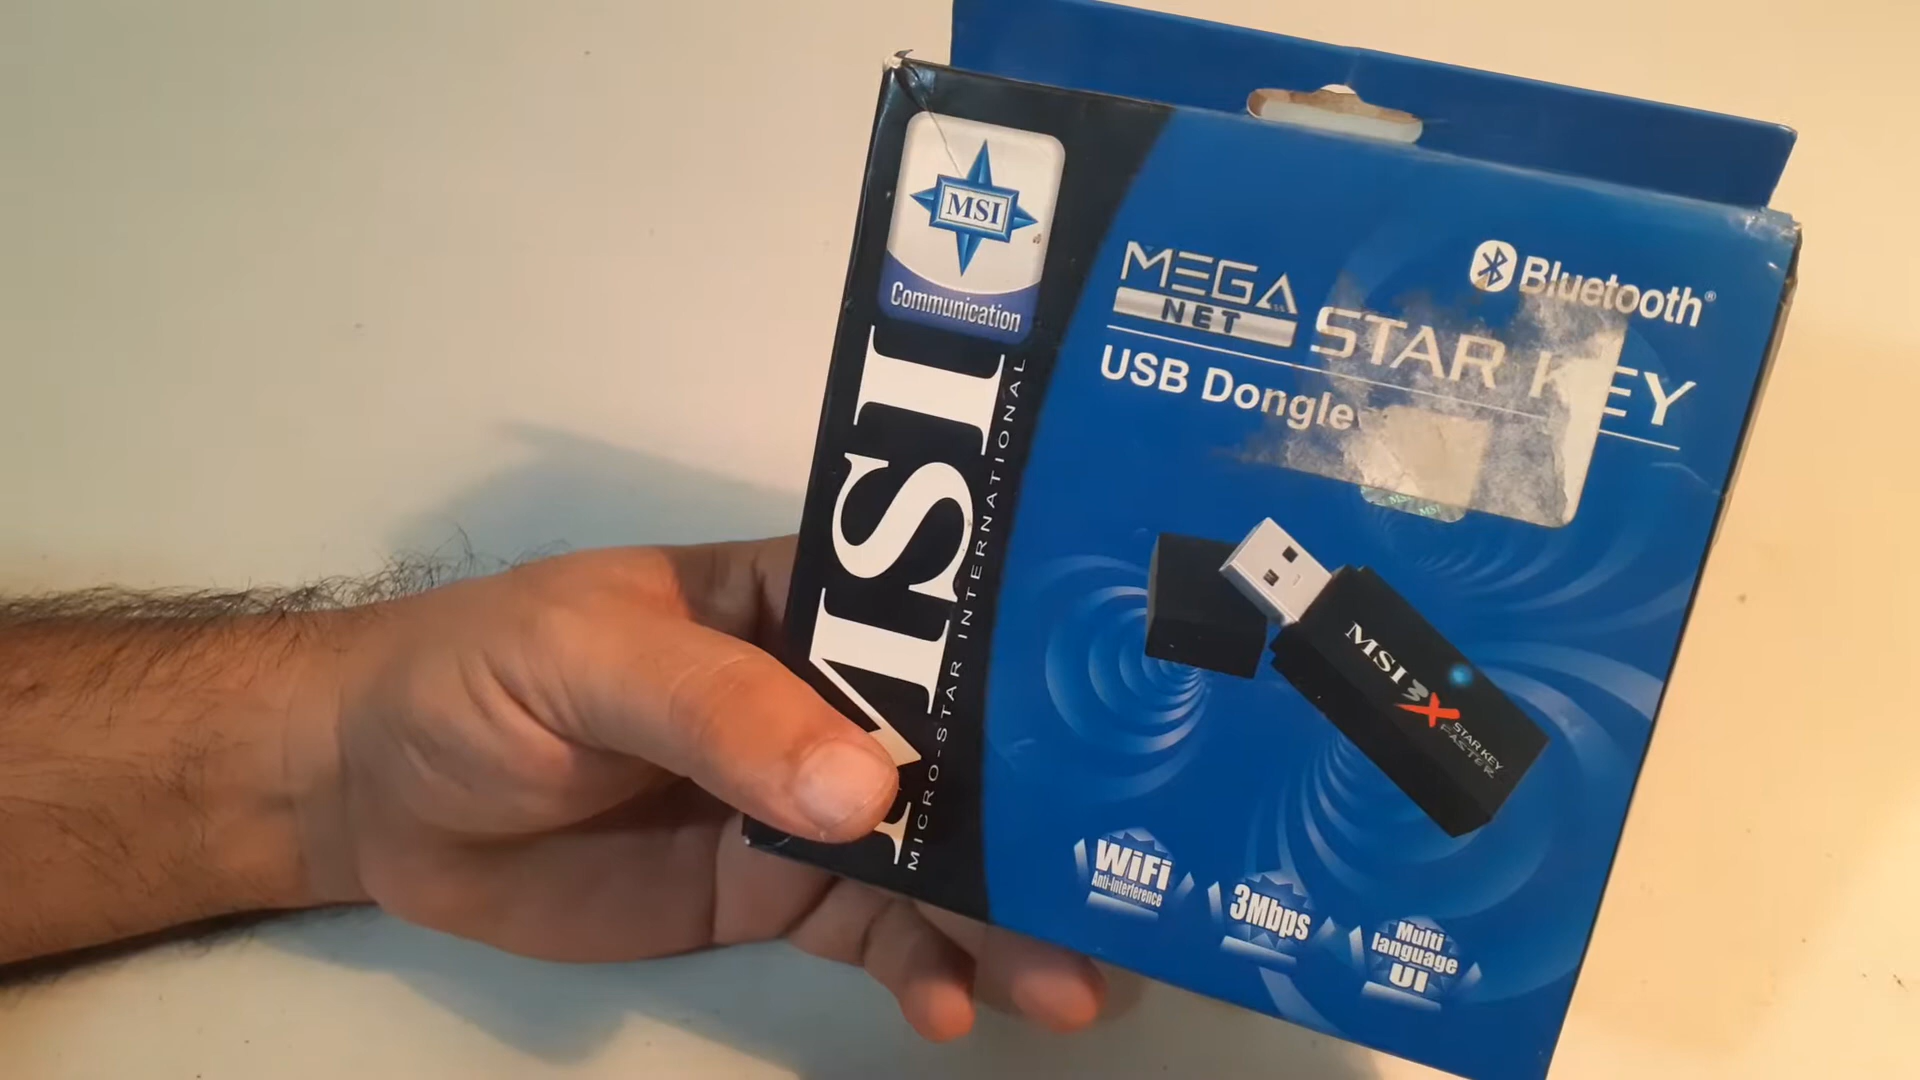 MSI
Communication
MSI
MICRO-STAR INTERNATIONAL
Bluetooth®
MEGA
NET
STAR KEY
USB Dongle
MSI
3X
STAR KEY
FASTER
WiFi
Anti-Interference
3Mbps
Multi
language
UI